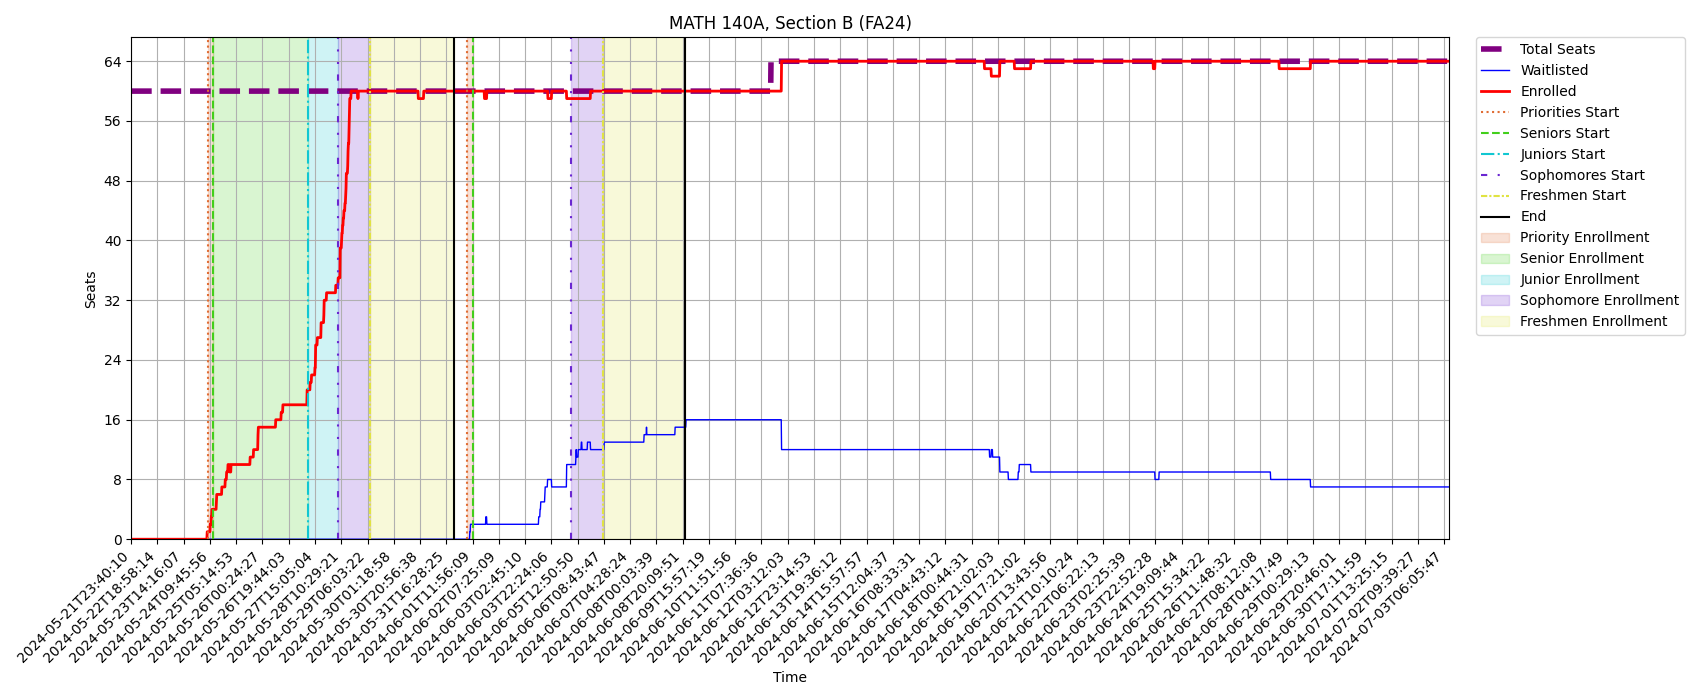 MATH 140A, Section B (FA24)
Seats
64
56
48
40
32
24
16
8
0
2024-05-21T23:40:10
2024-05-22T18:58:14
2024-05-23T14:16:07
2024-05-24T09:45:56
2024-05-25T05:14:53
2024-05-26T00:24:27
2024-05-26T19:44:03
2024-05-27T15:05:04
2024-05-28T10:29:21
2024-05-29T06:03:22
2024-05-30T01:18:58
2024-05-30T20:56:38
2024-05-31T16:28:25
2024-06-01T11:56:09
2024-06-02T07:25:09
2024-06-03T02:45:10
2024-06-03T22:24:06
2024-06-05T12:50:50
2024-06-06T08:43:47
2024-06-07T04:28:24
2024-06-08T00:03:39
2024-06-08T20:09:51
2024-06-09T15:57:19
2024-06-10T11:51:56
2024-06-11T07:36:36
2024-06-12T03:12:03
2024-06-12T23:14:53
2024-06-13T19:36:12
2024-06-14T15:57:57
2024-06-15T12:04:37
2024-06-16T08:33:31
2024-06-17T04:43:12
2024-06-18T00:44:31
2024-06-18T21:02:03
2024-06-19T17:21:02
2024-06-20T13:43:56
2024-06-21T10:10:24
2024-06-22T06:22:13
2024-06-23T02:25:39
2024-06-23T22:52:28
2024-06-24T19:09:44
2024-06-25T15:34:22
2024-06-26T11:48:32
2024-06-27T08:12:08
2024-06-28T04:17:49
2024-06-29T00:29:13
2024-06-29T20:46:01
2024-06-30T17:11:59
2024-07-01T13:25:15
2024-07-02T09:39:27
2024-07-03T06:05:47
Time
Total Seats
Waitlisted
Enrolled
Priorities Start
Seniors Start
Juniors Start
Sophomores Start
Freshmen Start
End
Priority Enrollment
Senior Enrollment
Junior Enrollment
Sophomore Enrollment
Freshmen Enrollment